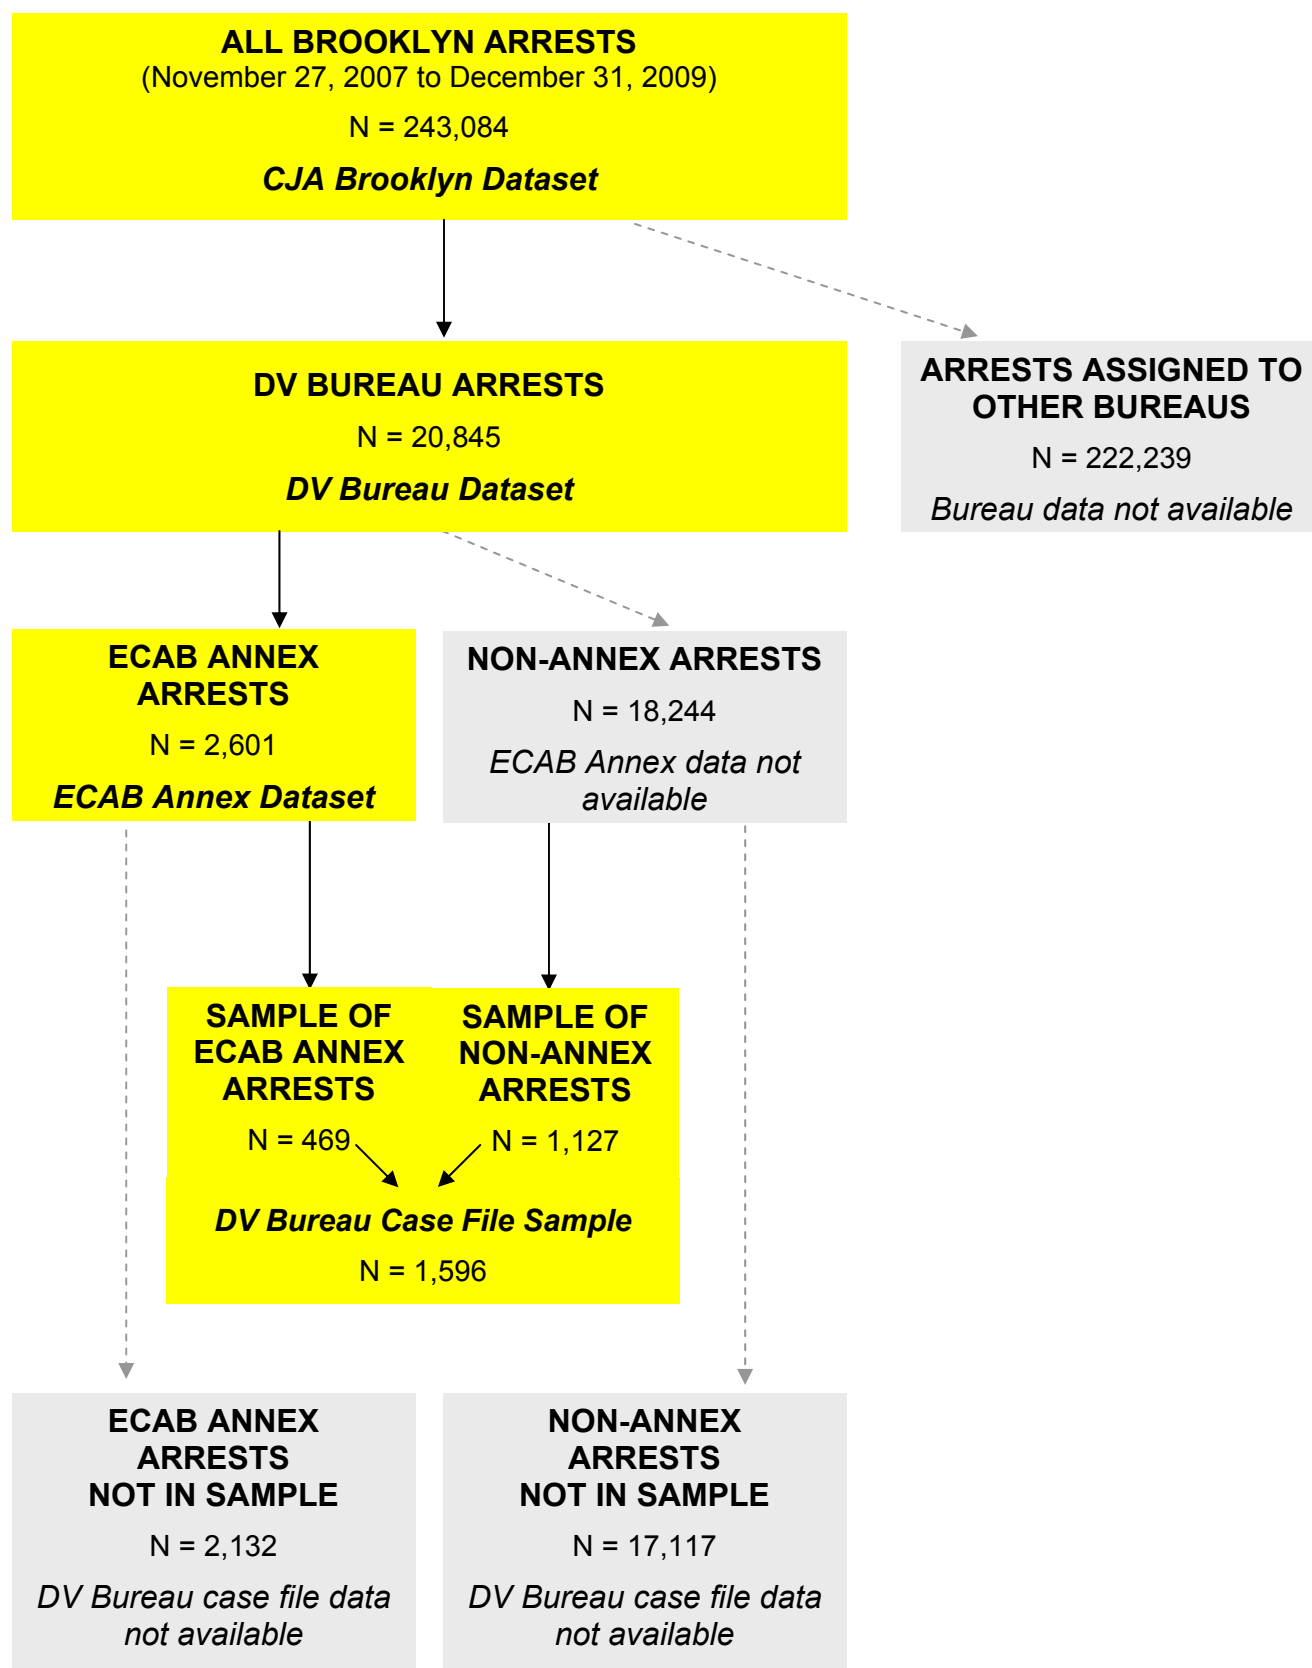 ALL BROOKLYN ARRESTS
(November 27, 2007 to December 31, 2009)
N = 243,084
CJA Brooklyn Dataset
DV BUREAU ARRESTS
N = 20,845
DV Bureau Dataset
ARRESTS ASSIGNED TO
OTHER BUREAUS
N = 222,239
Bureau data not available
ECAB ANNEX
ARRESTS
N = 2,601
ECAB Annex Dataset
NON-ANNEX ARRESTS
N = 18,244
ECAB Annex data not
available
SAMPLE OF
ECAB ANNEX
ARRESTS
N = 469
SAMPLE OF
NON-ANNEX
ARRESTS
N = 1,127
DV Bureau Case File Sample
N = 1,596
ECAB ANNEX
ARRESTS
NOT IN SAMPLE
N = 2,132
DV Bureau case file data
not available
NON-ANNEX
ARRESTS
NOT IN SAMPLE
N = 17,117
DV Bureau case file data
not available